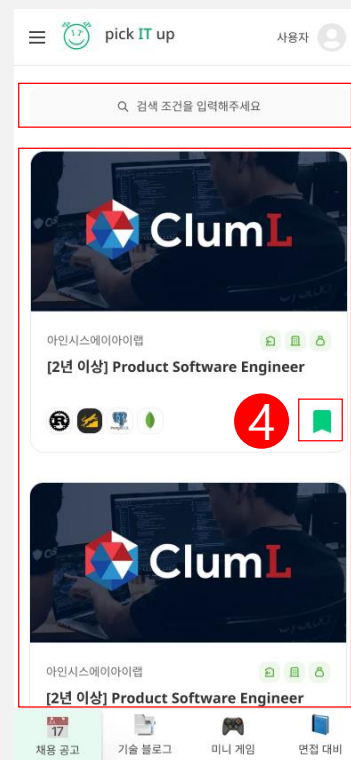 pick IT up
사용자
검색 조건을 입력해주세요
ClumL
아인시스에이아이랩
[2년 이상] Product Software Engineer
4
ClumL
아인시스에이아이랩
[2년 이상] Product Software Engineer
17
채용 공고
기술 블로그
미니 게임
면접 대비